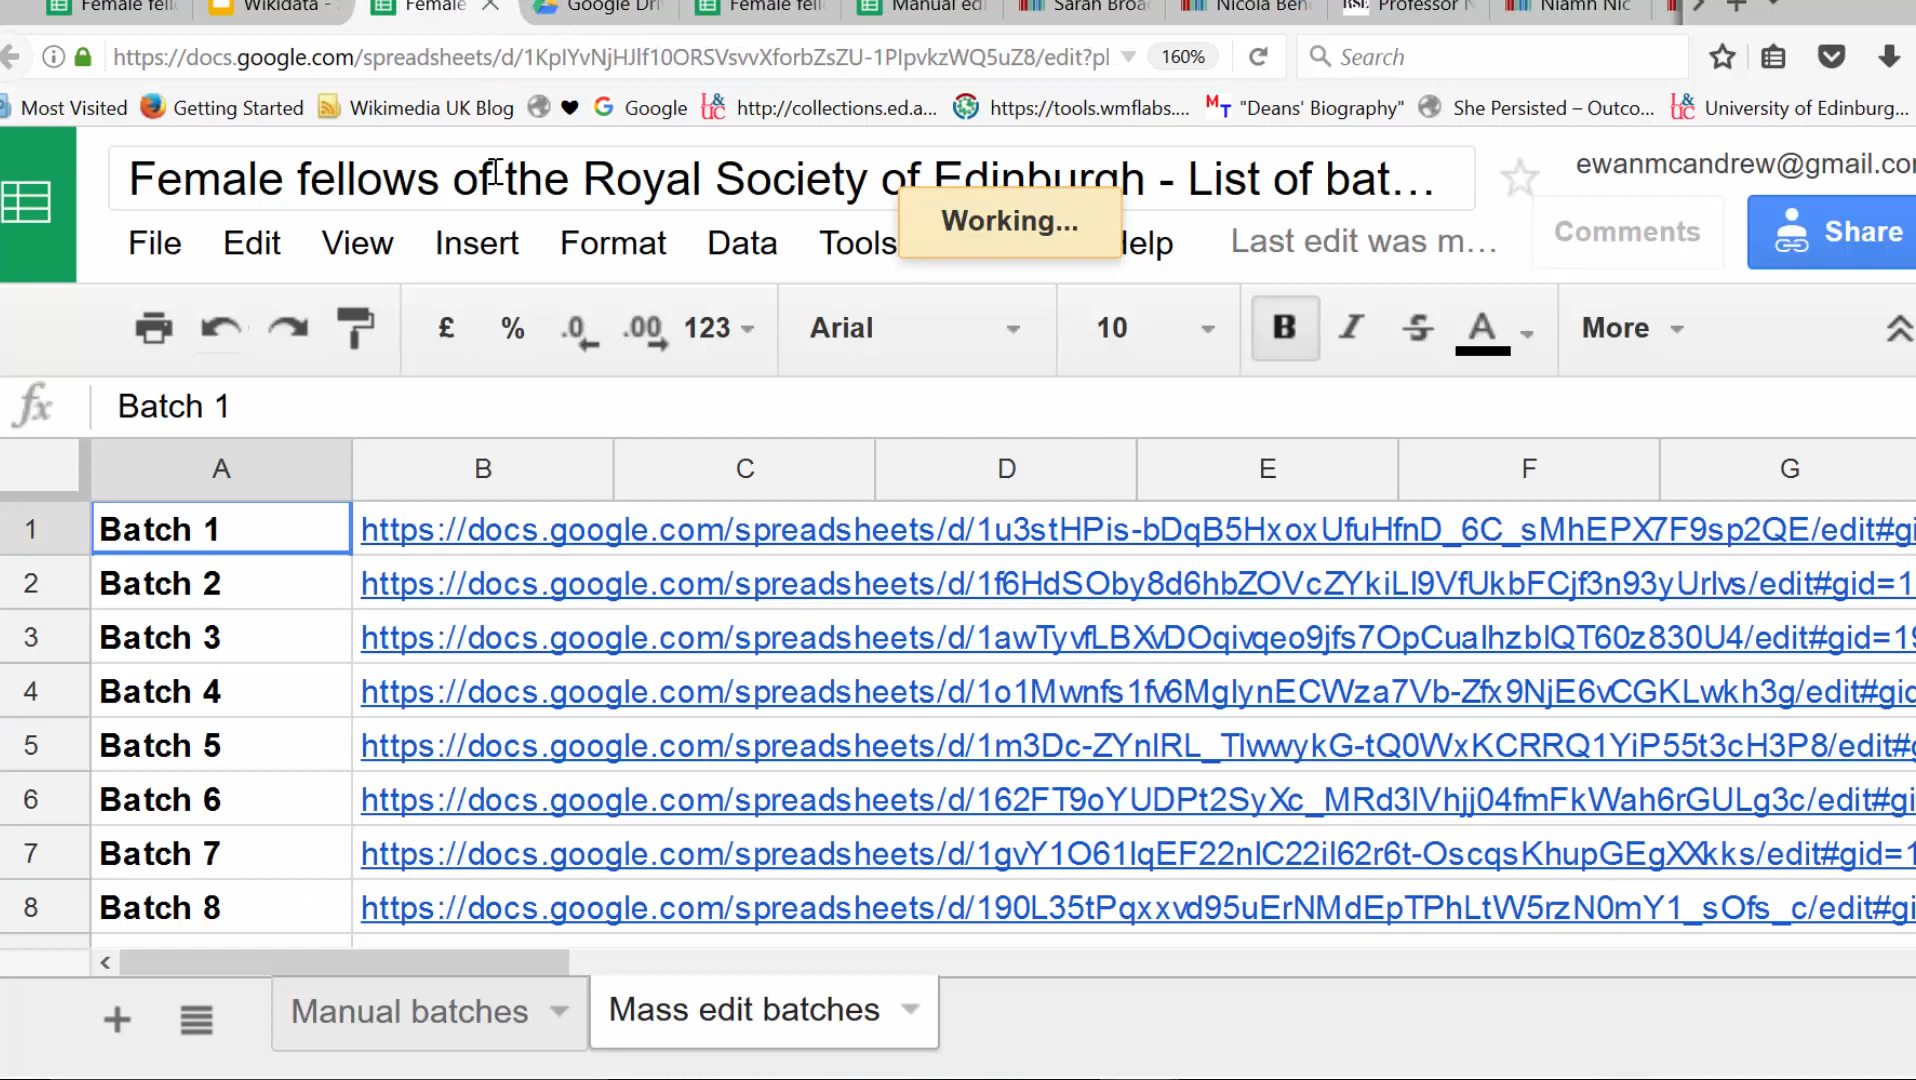 Female fell Wikidata - Female Google Dri Female fell Manual edi Sarah Broa Nicola Ben RSE Professor N Niamh Nic
https://docs.google.com/spreadsheets/d/1KpIYvNjHJlf10ORSVsvvXforbZsZU-1PlpvkzWQ5uZ8/edit?pl 160% Search
Most Visited Getting Started Wikimedia UK Blog Google http://collections.ed.a... https://tools.wmflabs.... "Deans' Biography" She Persisted – Outco... University of Edinburg...
Female fellows of the Royal Society of Edinburgh - List of bat... ewanmcandrew@gmail.co
Working...
File Edit View Insert Format Data Tools elp Last edit was m... Comments Share
£ % .0 .00 123 Arial 10 B I S A More
fx Batch 1
A B C D E F G
1 Batch 1 https://docs.google.com/spreadsheets/d/1u3stHPis-bDqB5HxoxUfuHfnD_6C_sMhEPX7F9sp2QE/edit#gi
2 Batch 2 https://docs.google.com/spreadsheets/d/1f6HdSOby8d6hbZOVcZYkiLI9VfUkbFCjf3n93yUrlvs/edit#gid=1
3 Batch 3 https://docs.google.com/spreadsheets/d/1awTyvfLBXvDOqivqeo9jfs7OpCualhzblQT60z830U4/edit#gid=19
4 Batch 4 https://docs.google.com/spreadsheets/d/1o1Mwnfs1fv6MglynECWza7Vb-Zfx9NjE6vCGKLwkh3g/edit#gid
5 Batch 5 https://docs.google.com/spreadsheets/d/1m3Dc-ZYnIRL_TlwwykG-tQ0WxKCRRQ1YiP55t3cH3P8/edit#g
6 Batch 6 https://docs.google.com/spreadsheets/d/162FT9oYUDPt2SyXc_MRd3lVhjj04fmFkWah6rGULg3c/edit#gi
7 Batch 7 https://docs.google.com/spreadsheets/d/1gvY1O61lqEF22nlC22il62r6t-OscqsKhupGEgXXkks/edit#gid=1
8 Batch 8 https://docs.google.com/spreadsheets/d/190L35tPqxxvd95uErNMdEpTPhLtW5rzN0mY1_sOfs_c/edit#gi
Manual batches Mass edit batches